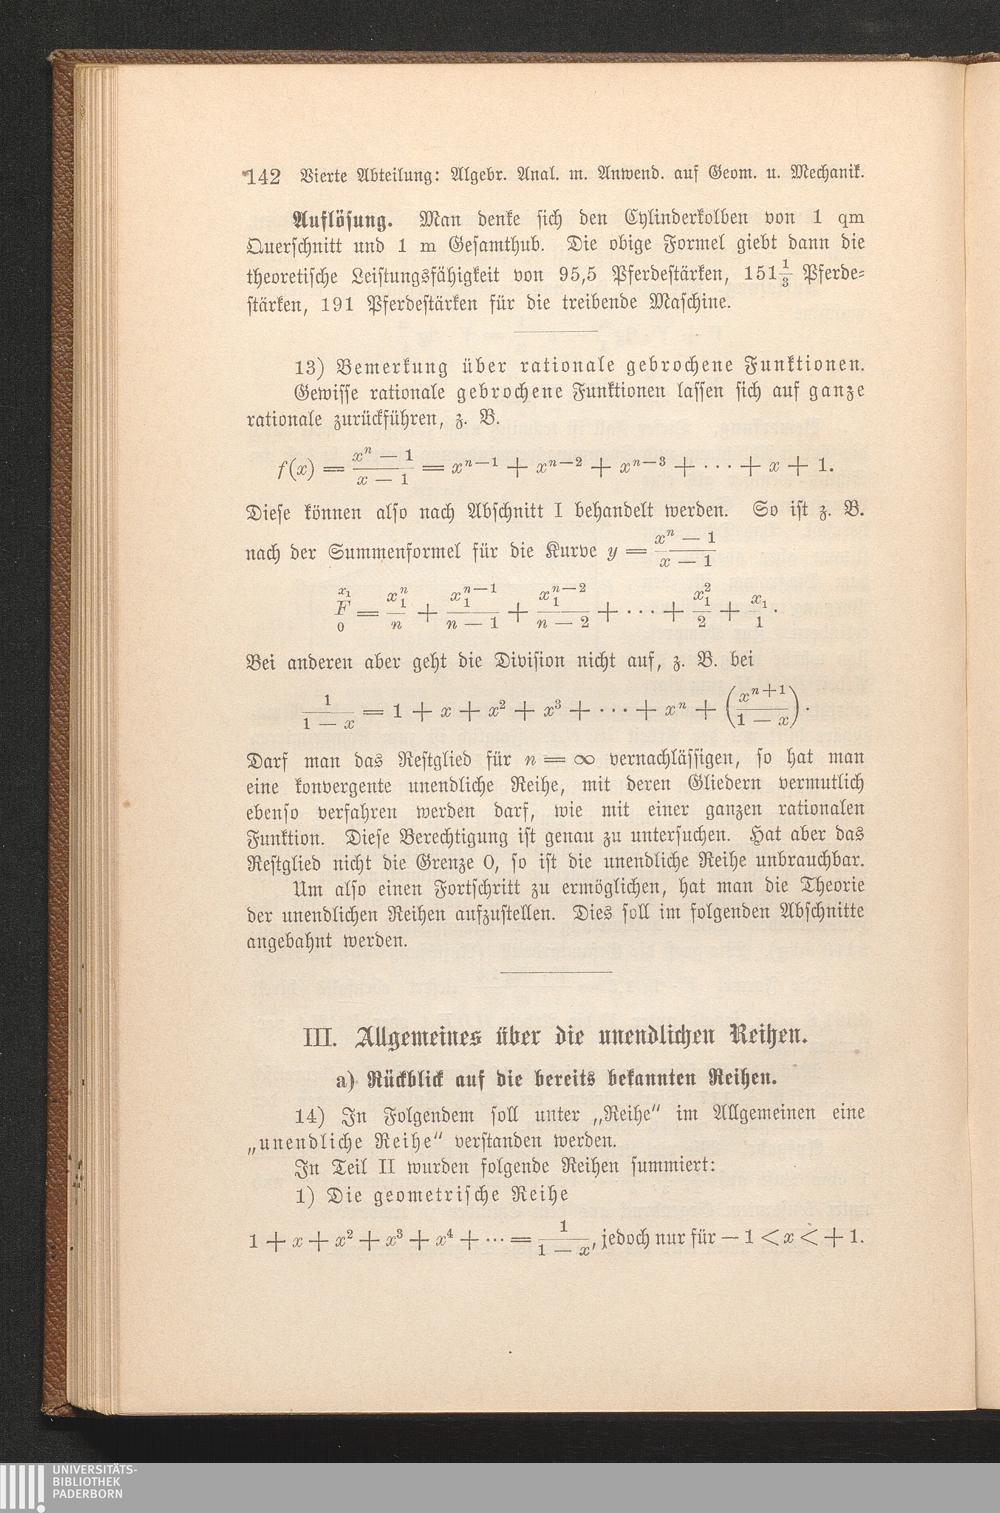 142 Vierte Abteilung: Algebr. Anal. m. Anwend. auf Geom. u. Mechanik.
Auflösung. Man denke sich den Cylinderkolben von 1 qm
Querschnitt und 1 m Gesamthub. Die obige Formel giebt dann die
theoretische Leistungsfähigkeit von 95,5 Pferdestärken, 151⅓ Pferde-
stärken, 191 Pferdestärken für die treibende Maschine.
13) Bemerkung über rationale gebrochene Funktionen.
Gewisse rationale gebrochene Funktionen lassen sich auf ganze
rationale zurückführen, z. B.
f(x) = (xⁿ — 1)/(x — 1) = xⁿ⁻¹ + xⁿ⁻² + xⁿ⁻³ + · · · + x + 1.
Diese können also nach Abschnitt I behandelt werden. So ist z. B.
nach der Summenformel für die Kurve y = (xⁿ — 1)/(x — 1)
F₀^{x₁} = x₁ⁿ/n + x₁ⁿ⁻¹/(n — 1) + x₁ⁿ⁻²/(n — 2) + · · · + x₁²/2 + x₁/1.
Bei anderen aber geht die Division nicht auf, z. B. bei
1/(1 — x) = 1 + x + x² + x³ + · · · + xⁿ + (xⁿ⁺¹/(1 — x)).
Darf man das Restglied für n = ∞ vernachlässigen, so hat man
eine konvergente unendliche Reihe, mit deren Gliedern vermutlich
ebenso verfahren werden darf, wie mit einer ganzen rationalen
Funktion. Diese Berechtigung ist genau zu untersuchen. Hat aber das
Restglied nicht die Grenze 0, so ist die unendliche Reihe unbrauchbar.
Um also einen Fortschritt zu ermöglichen, hat man die Theorie
der unendlichen Reihen aufzustellen. Dies soll im folgenden Abschnitte
angebahnt werden.
III. Allgemeines über die unendlichen Reihen.
a) Rückblick auf die bereits bekannten Reihen.
14) In Folgendem soll unter „Reihe" im Allgemeinen eine
„unendliche Reihe" verstanden werden.
In Teil II wurden folgende Reihen summiert:
1) Die geometrische Reihe
1 + x + x² + x³ + x⁴ + ··· = 1/(1 — x), jedoch nur für — 1 < x < + 1.
UNIVERSITÄTS-
BIBLIOTHEK
PADERBORN